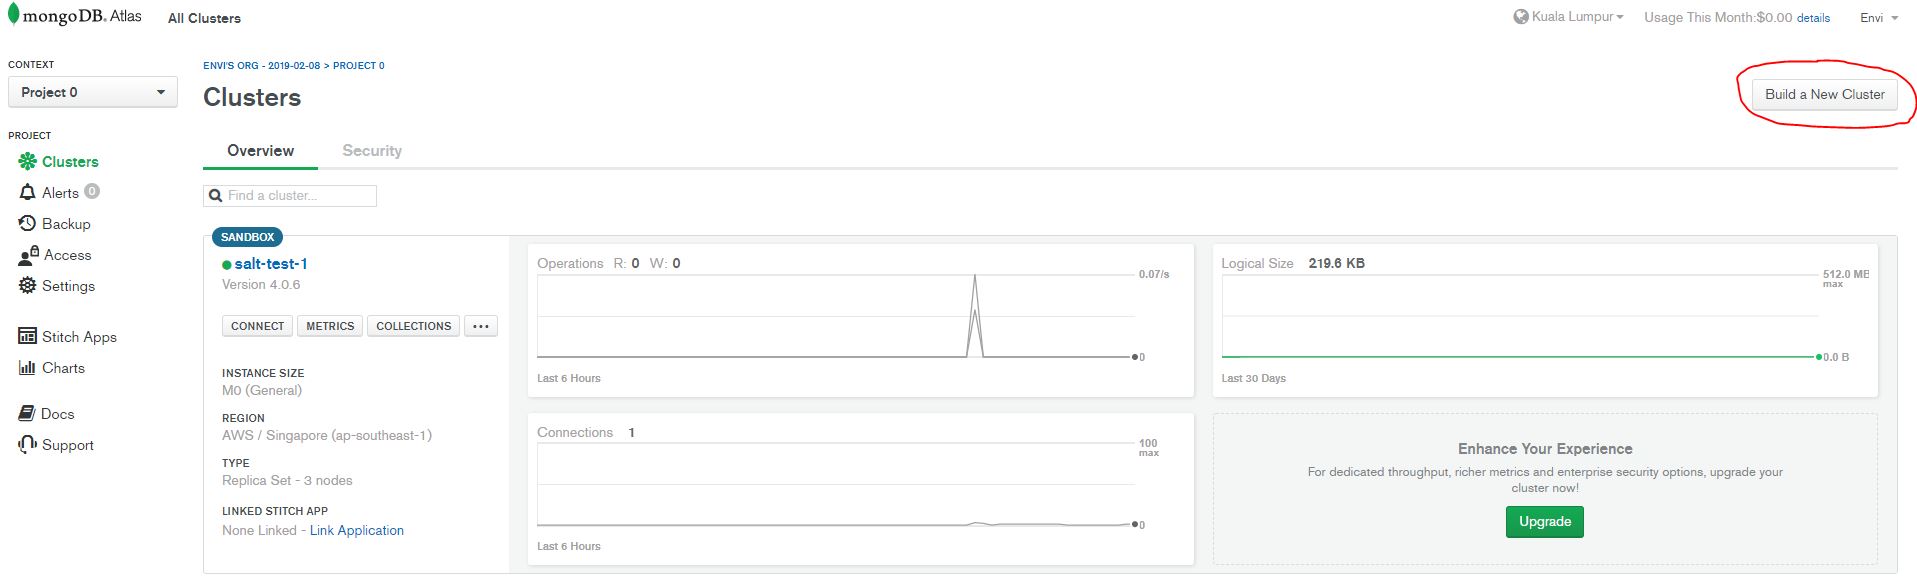 mongoDB. Atlas All Clusters Kuala Lumpur Usage This Month:$0.00 details Envi
CONTEXT
Project 0
PROJECT
Clusters
Alerts 0
Backup
Access
Settings
Stitch Apps
Charts
Docs
Support
ENVI'S ORG - 2019-02-08 > PROJECT 0
Clusters
Build a New Cluster
Overview Security
Find a cluster...
SANDBOX
salt-test-1
Version 4.0.6
CONNECT METRICS COLLECTIONS ...
INSTANCE SIZE
M0 (General)
REGION
AWS / Singapore (ap-southeast-1)
TYPE
Replica Set - 3 nodes
LINKED STITCH APP
None Linked - Link Application
Operations R: 0 W: 0
0.07/s
0
Last 6 Hours
Logical Size 219.6 KB
512.0 MB
max
0.0 B
Last 30 Days
Connections 1
100
max
0
Last 6 Hours
Enhance Your Experience
For dedicated throughput, richer metrics and enterprise security options, upgrade your
cluster now!
Upgrade